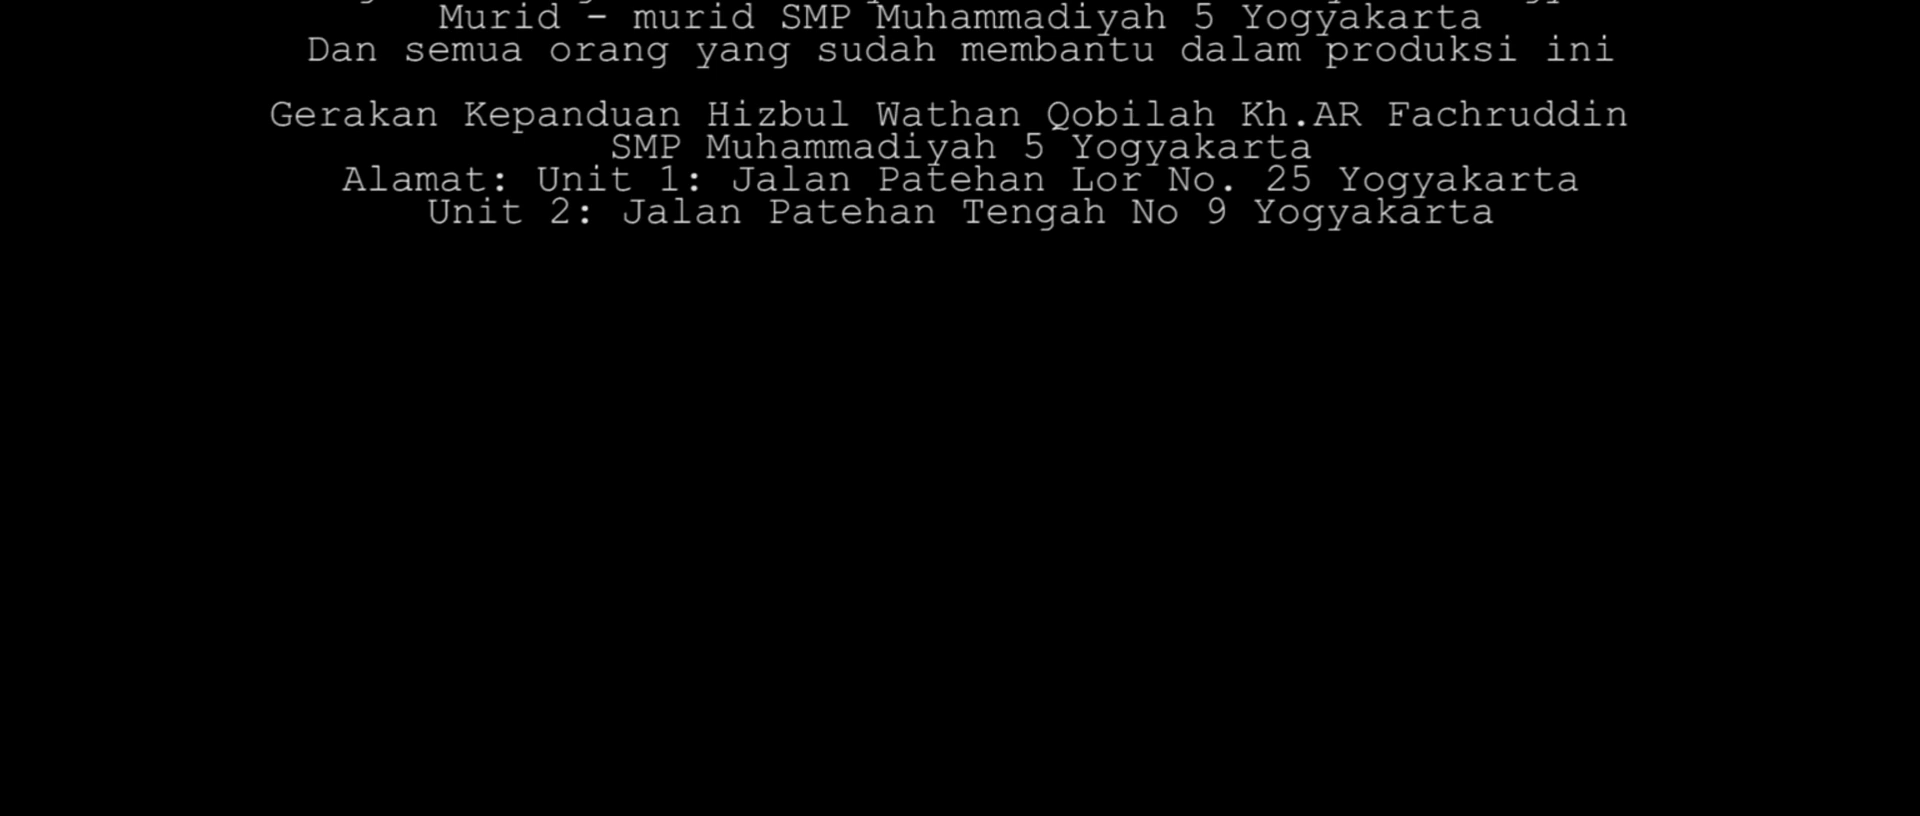 Murid - murid SMP Muhammadiyah 5 Yogyakarta
Dan semua orang yang sudah membantu dalam produksi ini
Gerakan Kepanduan Hizbul Wathan Qobilah Kh.AR Fachruddin
SMP Muhammadiyah 5 Yogyakarta
Alamat: Unit 1: Jalan Patehan Lor No. 25 Yogyakarta
Unit 2: Jalan Patehan Tengah No 9 Yogyakarta